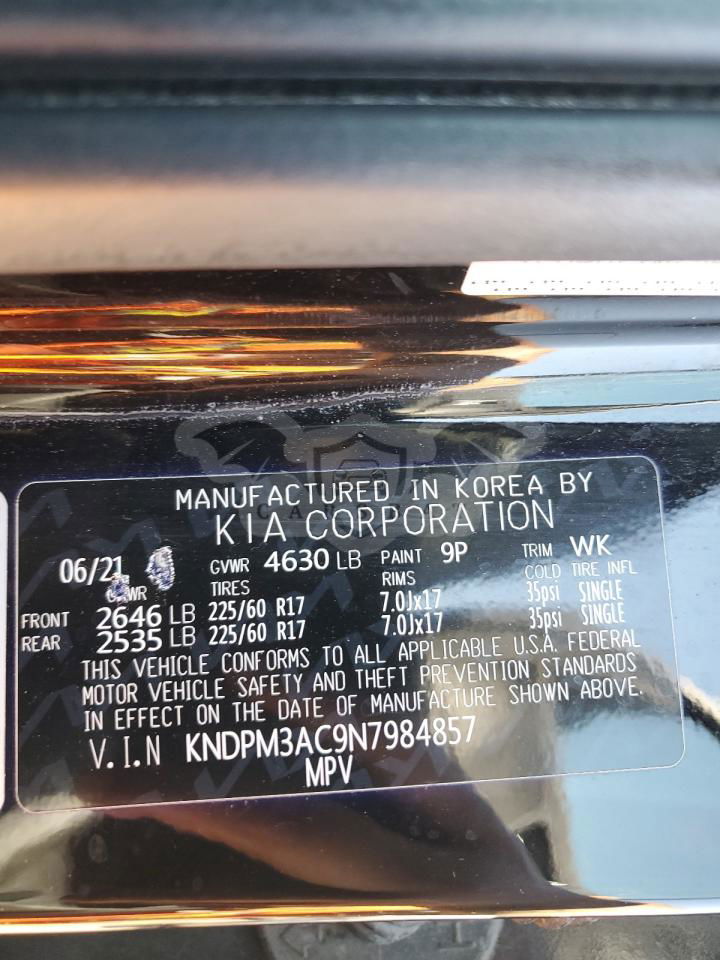 MANUFACTURED IN KOREA BY
KIA CORPORATION
06/21 GVWR 4630 LB PAINT 9P TRIM WK
GAWR TIRES RIMS COLD TIRE INFL
FRONT 2646 LB 225/60 R17 7.0Jx17 35psi SINGLE
REAR 2535 LB 225/60 R17 7.0Jx17 35psi SINGLE
THIS VEHICLE CONFORMS TO ALL APPLICABLE U.S.A. FEDERAL
MOTOR VEHICLE SAFETY AND THEFT PREVENTION STANDARDS
IN EFFECT ON THE DATE OF MANUFACTURE SHOWN ABOVE.
V.I.N KNDPM3AC9N7984857
MPV